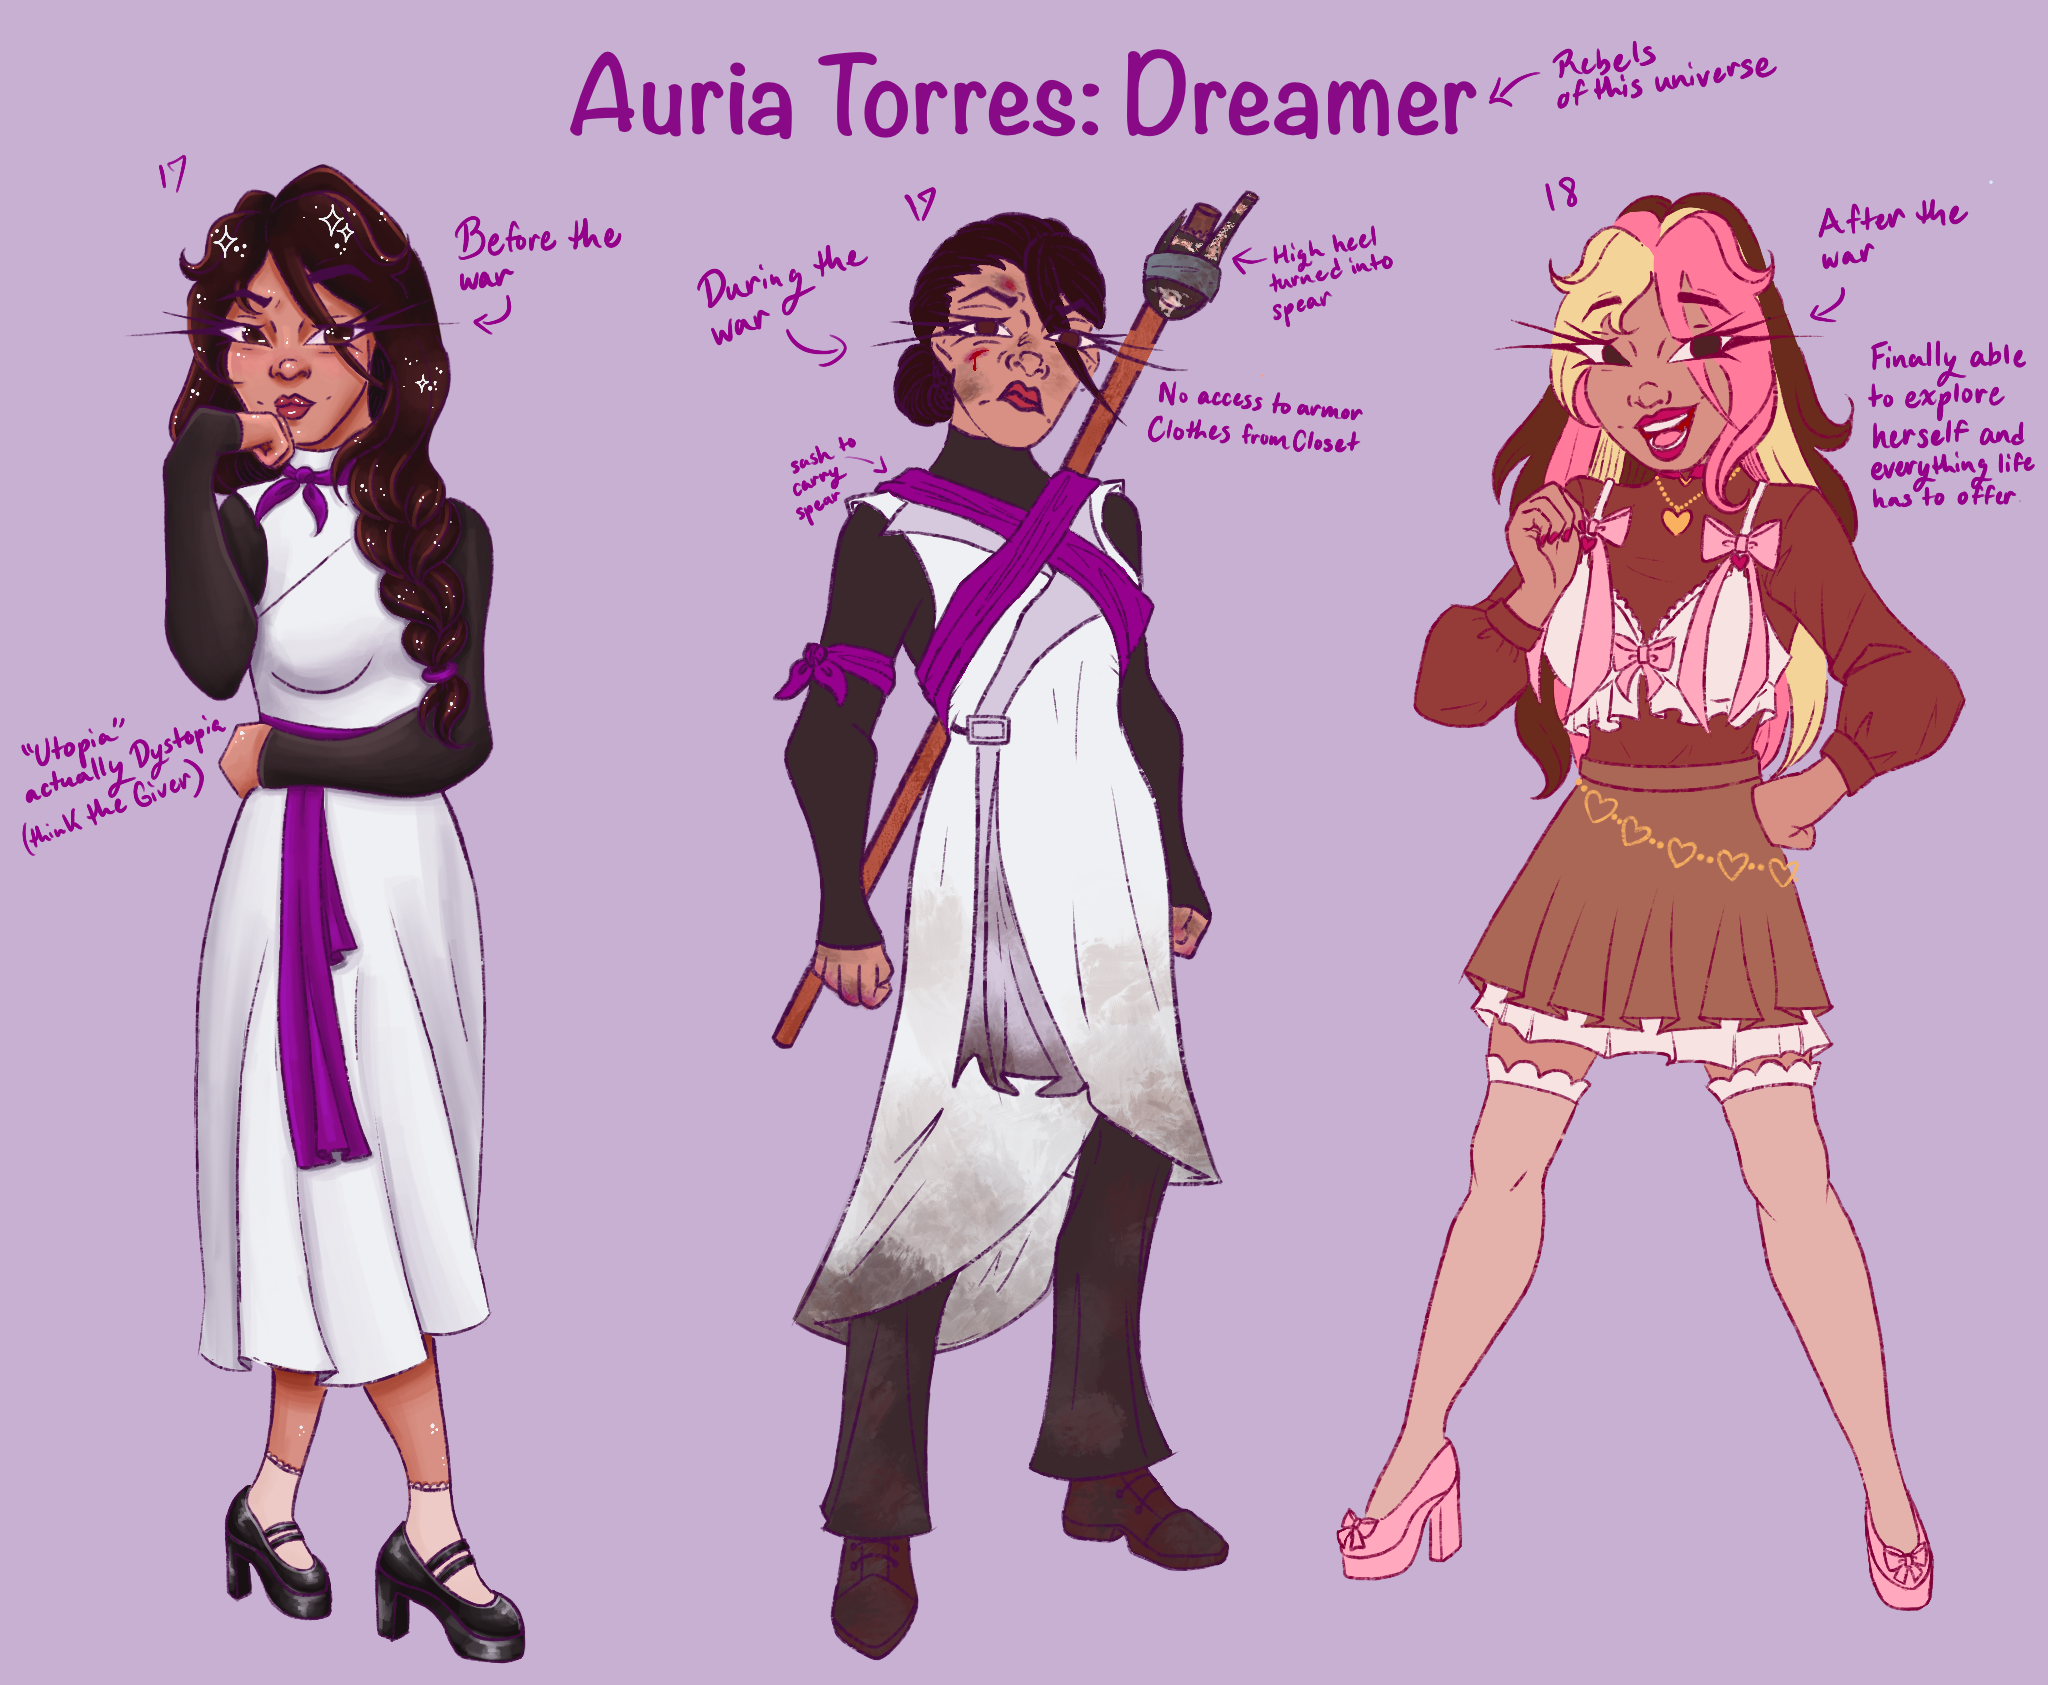 Auria Torres: Dreamer
Rebels
of this universe
17
Before the
war
"Utopia"
actually Dystopia
(think the Giver)
17
During the
war
High heel
turned into
spear
No access to armor
Clothes from Closet
sash to
carry
spear
18
After the
war
Finally able
to explore
herself and
everything life
has to offer